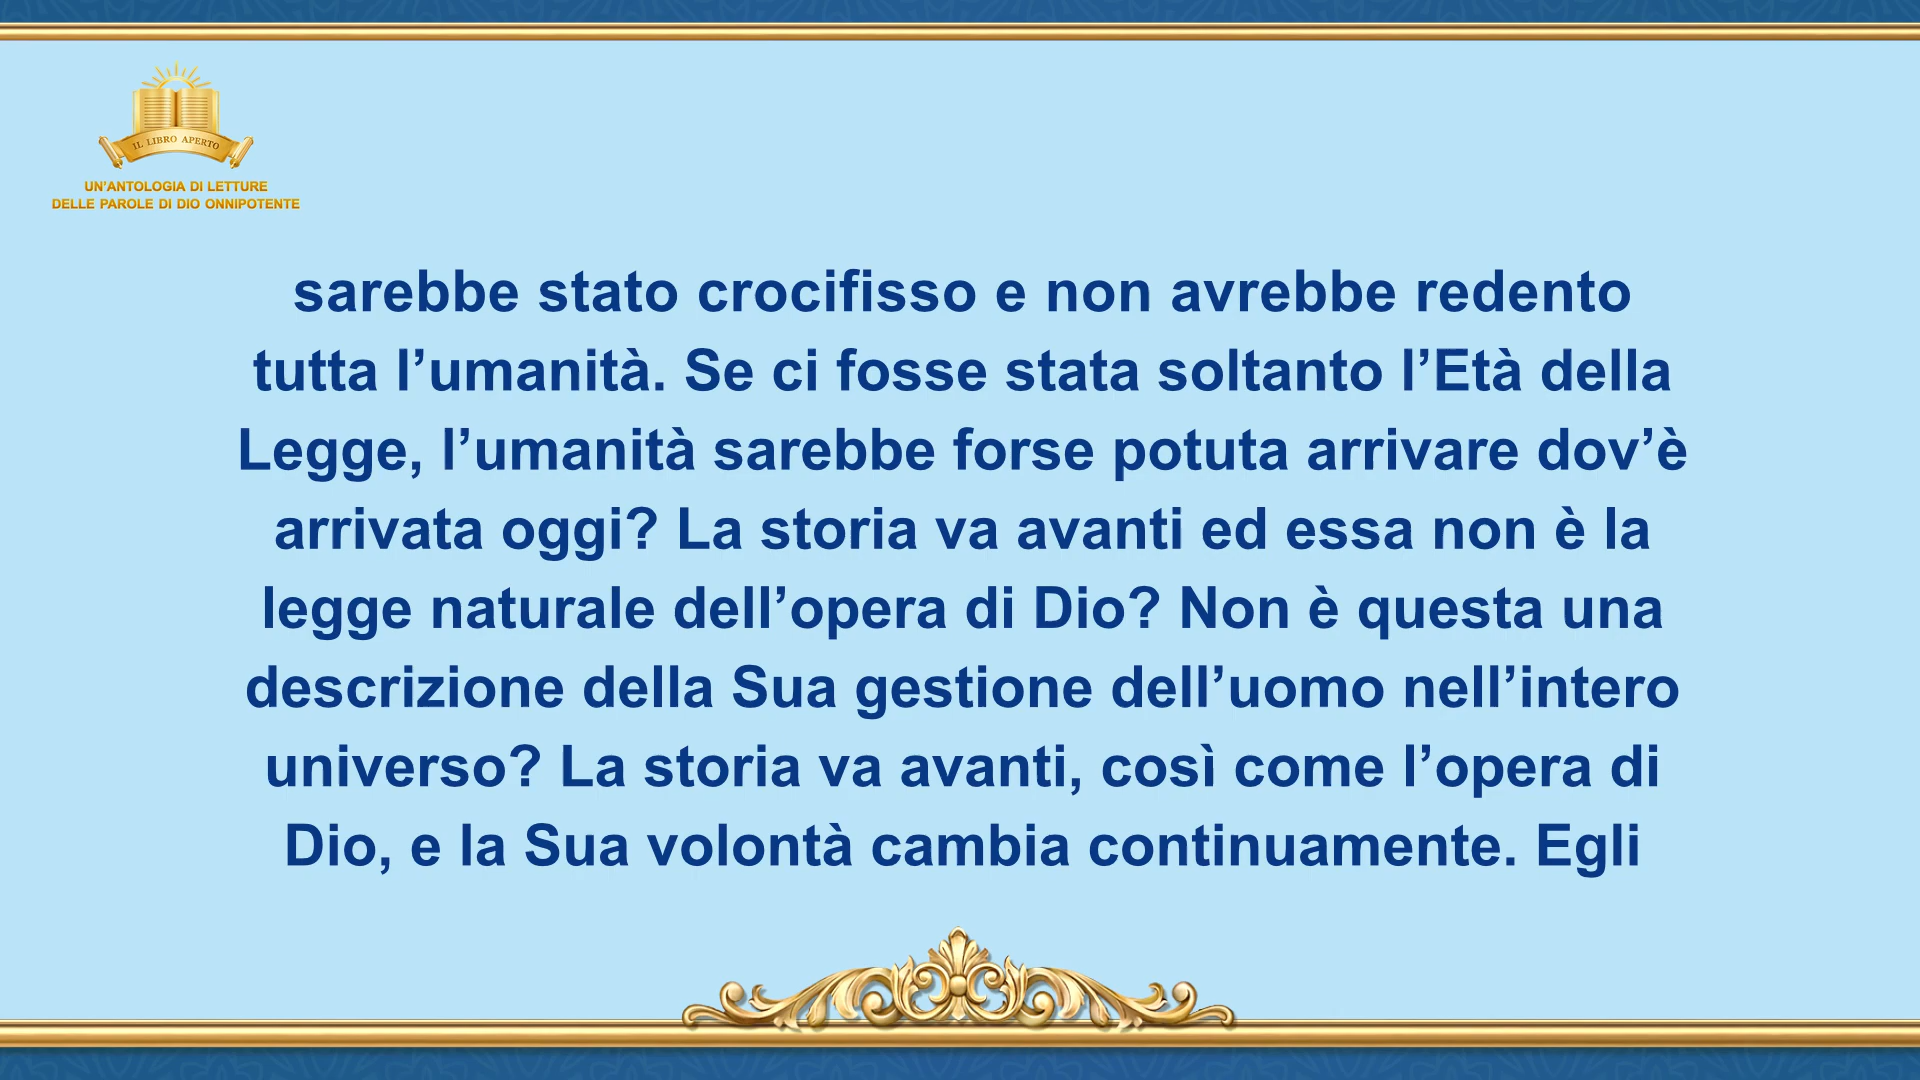 IL LIBRO APERTO
UN’ANTOLOGIA DI LETTURE
DELLE PAROLE DI DIO ONNIPOTENTE
sarebbe stato crocifisso e non avrebbe redento
tutta l’umanità. Se ci fosse stata soltanto l’Età della
Legge, l’umanità sarebbe forse potuta arrivare dov’è
arrivata oggi? La storia va avanti ed essa non è la
legge naturale dell’opera di Dio? Non è questa una
descrizione della Sua gestione dell’uomo nell’intero
universo? La storia va avanti, così come l’opera di
Dio, e la Sua volontà cambia continuamente. Egli